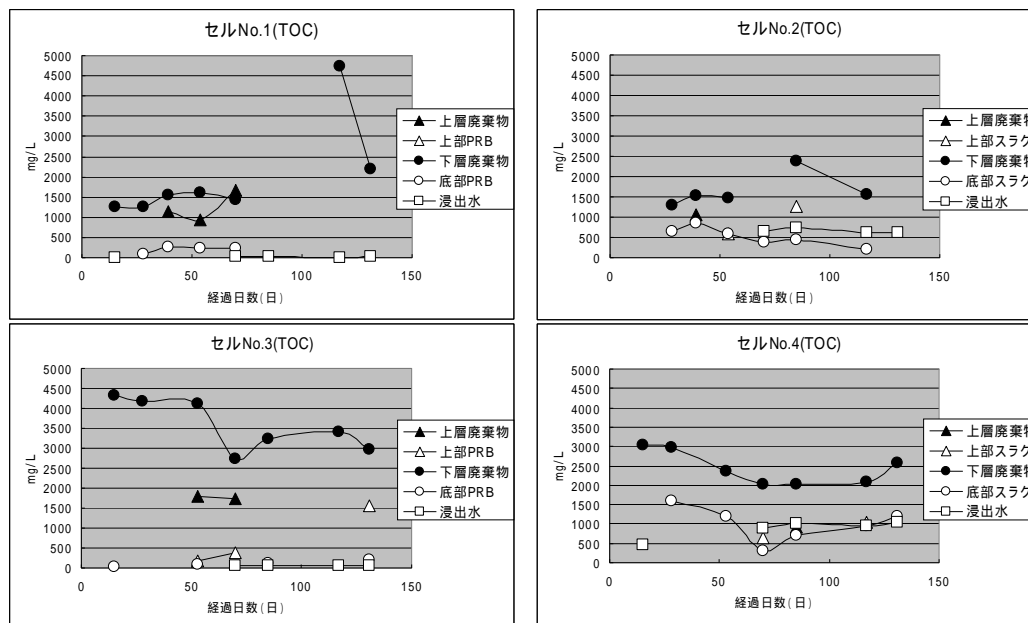 セルNo.1(TOC)
5000
4500
4000
3500
3000
2500
2000
1500
1000
500
0
mg/L
0
50
100
150
経過日数(日)
上層廃棄物
上部PRB
下層廃棄物
底部PRB
浸出水
セルNo.2(TOC)
5000
4500
4000
3500
3000
2500
2000
1500
1000
500
0
mg/L
0
50
100
150
経過日数(日)
上層廃棄物
上部スラグ
下層廃棄物
底部スラグ
浸出水
セルNo.3(TOC)
5000
4500
4000
3500
3000
2500
2000
1500
1000
500
0
mg/L
0
50
100
150
経過日数(日)
上層廃棄物
上部PRB
下層廃棄物
底部PRB
浸出水
セルNo.4(TOC)
5000
4500
4000
3500
3000
2500
2000
1500
1000
500
0
mg/L
0
50
100
150
経過日数(日)
上層廃棄物
上部スラグ
下層廃棄物
底部スラグ
浸出水